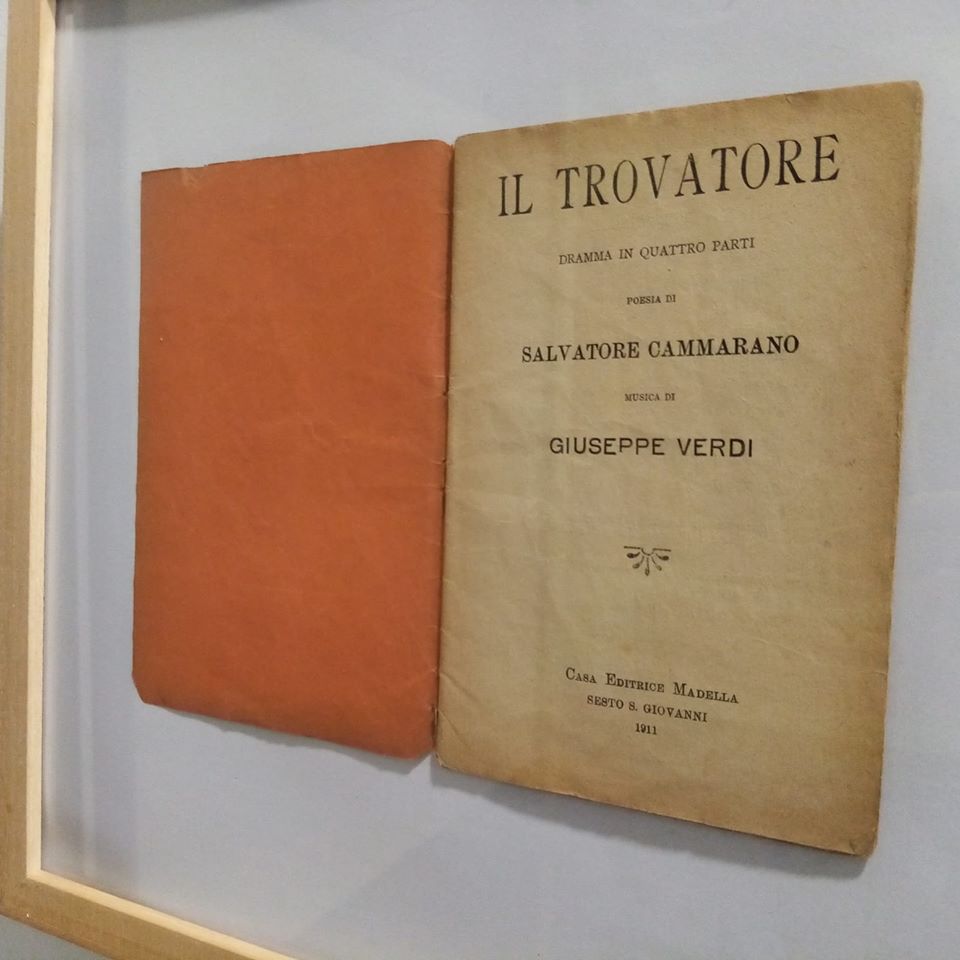 IL TROVATORE
DRAMMA IN QUATTRO PARTI
POESIA DI
SALVATORE CAMMARANO
MUSICA DI
GIUSEPPE VERDI
CASA EDITRICE MADELLA
SESTO S. GIOVANNI
1911